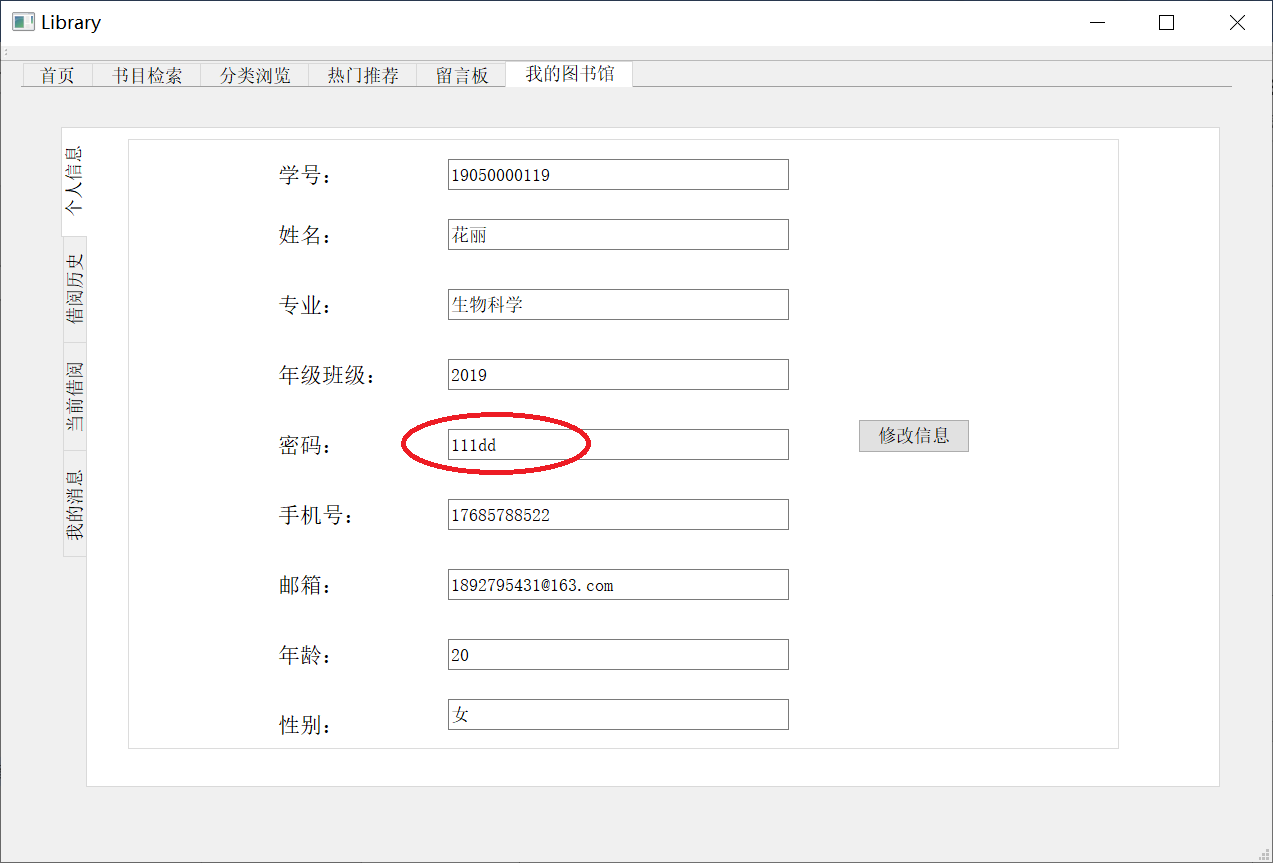 Library
首页 书目检索 分类浏览 热门推荐 留言板 我的图书馆
个人信息
借阅历史
当前借阅
我的消息
学号： 19050000119
姓名： 花丽
专业： 生物科学
年级班级： 2019
密码： 111dd
修改信息
手机号： 17685788522
邮箱： 1892795431@163.com
年龄： 20
性别： 女